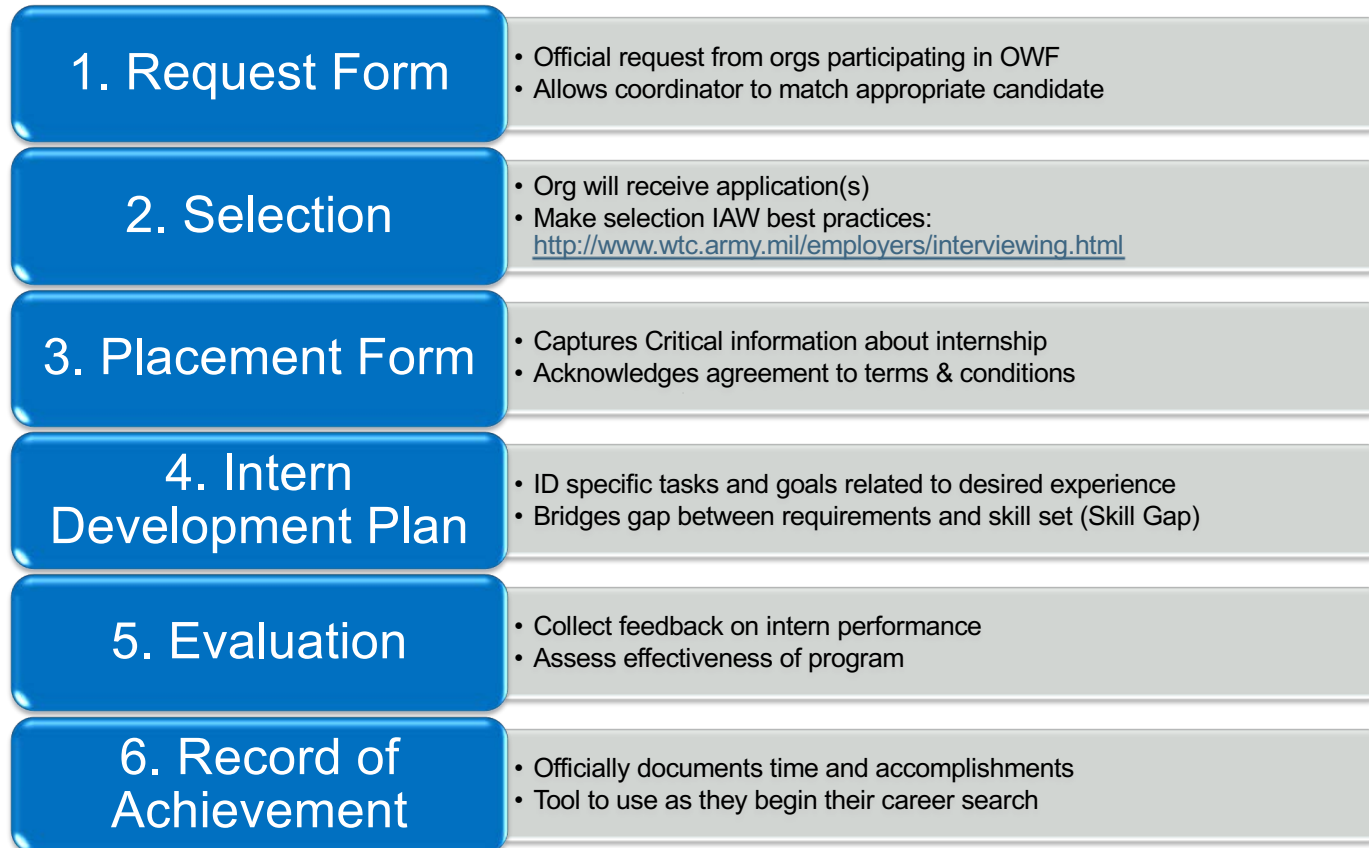 1. Request Form
• Official request from orgs participating in OWF
• Allows coordinator to match appropriate candidate
2. Selection
• Org will receive application(s)
• Make selection IAW best practices:
http://www.wtc.army.mil/employers/interviewing.html
3. Placement Form
• Captures Critical information about internship
• Acknowledges agreement to terms & conditions
4. Intern
Development Plan
• ID specific tasks and goals related to desired experience
• Bridges gap between requirements and skill set (Skill Gap)
5. Evaluation
• Collect feedback on intern performance
• Assess effectiveness of program
6. Record of
Achievement
• Officially documents time and accomplishments
• Tool to use as they begin their career search